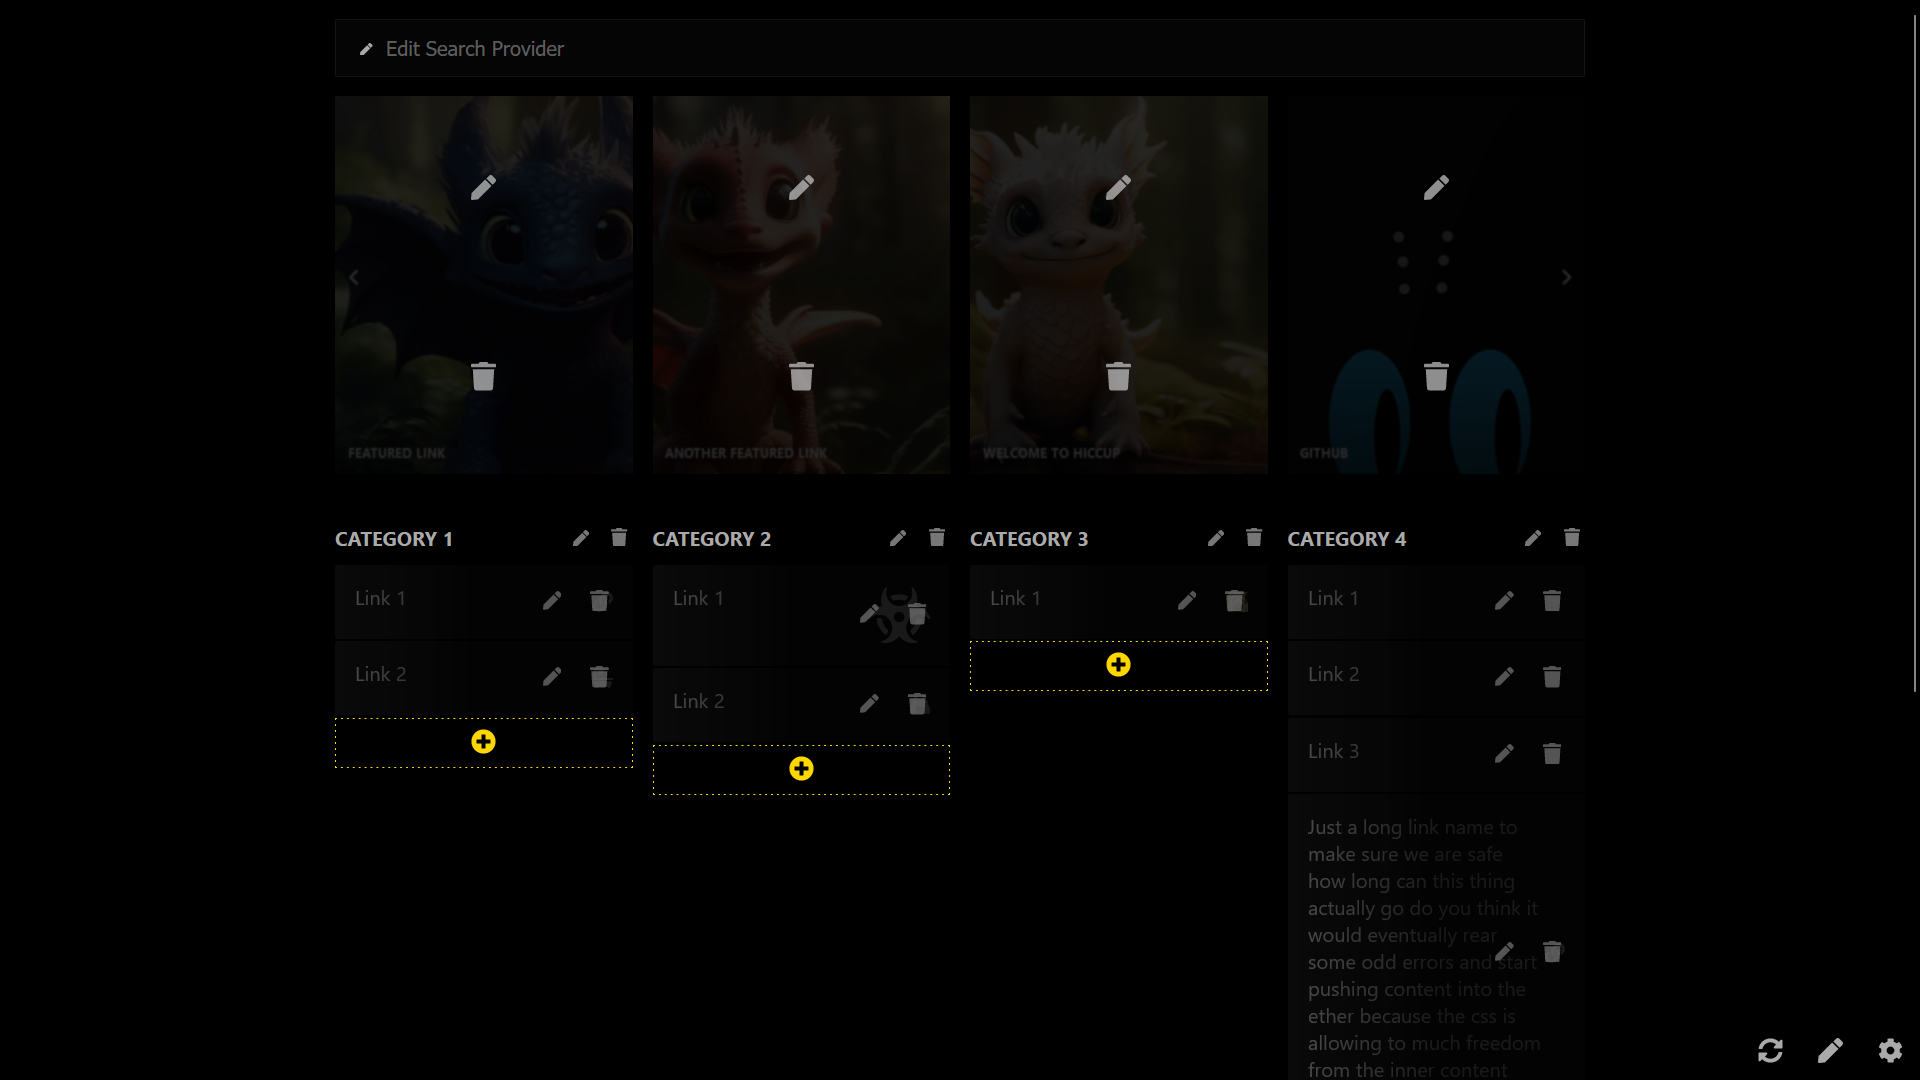 Edit Search Provider
FEATURED LINK
ANOTHER FEATURED LINK
WELCOME TO HICCUP
GITHUB
CATEGORY 1
Link 1
Link 2
CATEGORY 2
Link 1
Link 2
CATEGORY 3
Link 1
CATEGORY 4
Link 1
Link 2
Link 3
Just a long link name to
make sure we are safe
how long can this thing
actually go do you think it
would eventually rear
some odd errors and start
pushing content into the
ether because the css is
allowing to much freedom
from the inner content